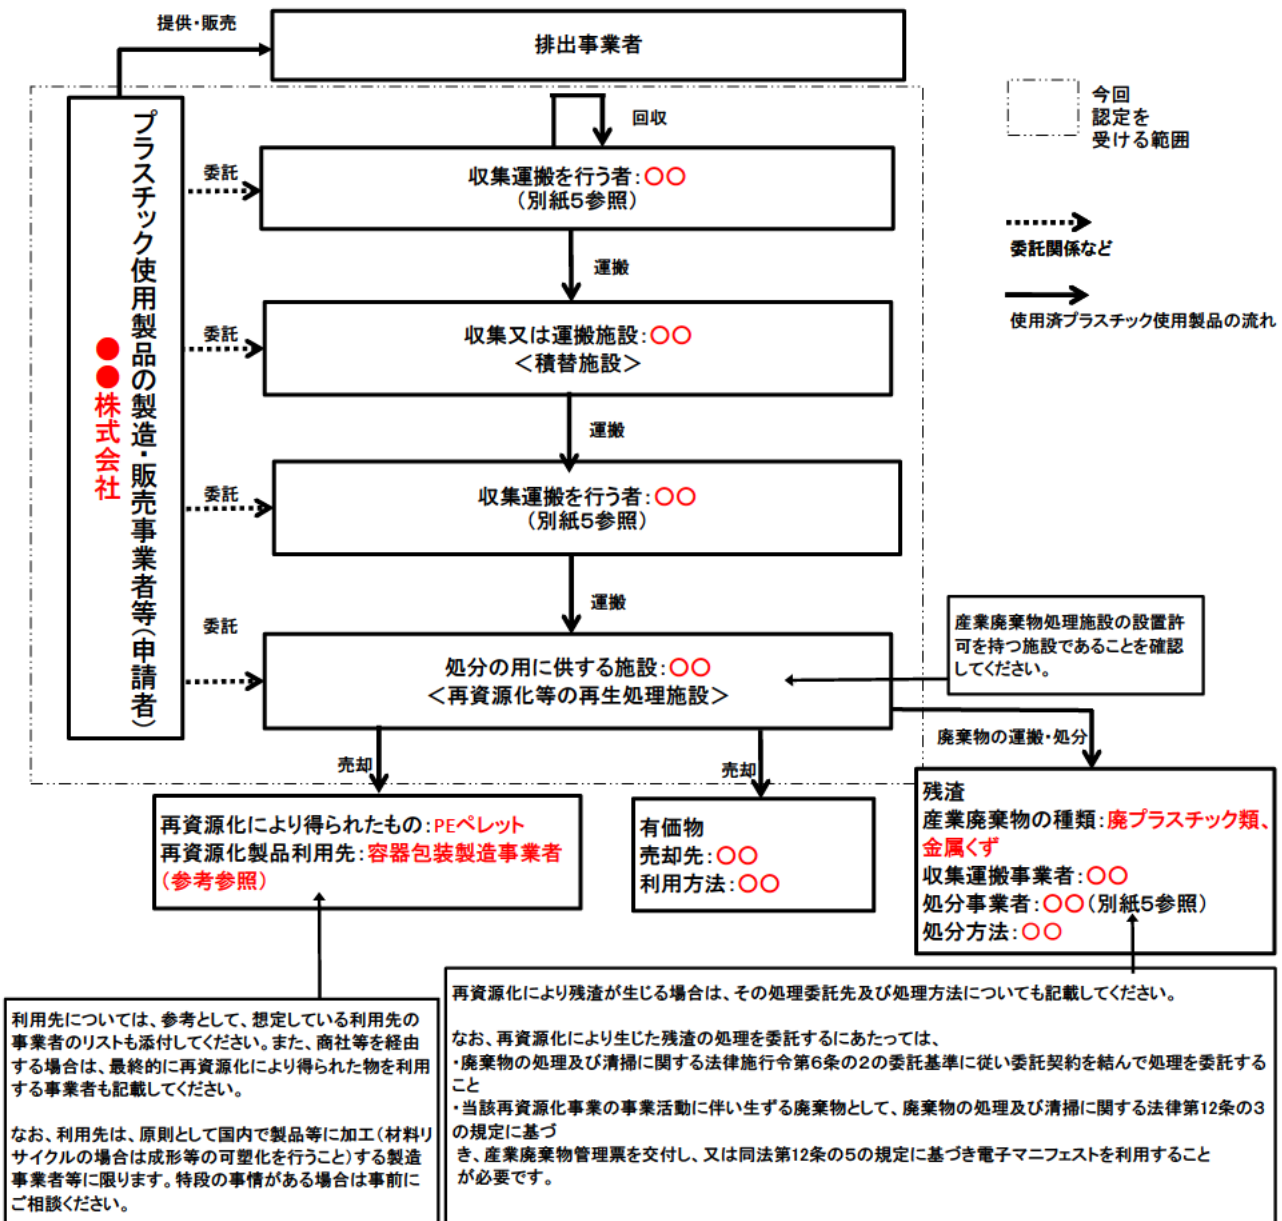 提供・販売
排出事業者
今回
認定を
受ける範囲
プラスチック使用製品の製造・販売事業者等(申請者)
●●株式会社
回収
委託
収集運搬を行う者:〇〇
(別紙5参照)
委託関係など
運搬
使用済プラスチック使用製品の流れ
委託
収集又は運搬施設:〇〇
<積替施設>
運搬
委託
収集運搬を行う者:〇〇
(別紙5参照)
運搬
委託
処分の用に供する施設:〇〇
<再資源化等の再生処理施設>
産業廃棄物処理施設の設置許
可を持つ施設であることを確認
してください。
売却
売却
廃棄物の運搬・処分
再資源化により得られたもの:PEペレット
再資源化製品利用先:容器包装製造事業者
(参考参照)
有価物
売却先:〇〇
利用方法:〇〇
残渣
産業廃棄物の種類:廃プラスチック類、
金属くず
収集運搬事業者:〇〇
処分事業者:〇〇(別紙5参照)
処分方法:〇〇
利用先については、参考として、想定している利用先の
事業者のリストも添付してください。また、商社等を経由
する場合は、最終的に再資源化により得られた物を利用
する事業者も記載してください。
なお、利用先は、原則として国内で製品等に加工(材料リ
サイクルの場合は成形等の可塑化を行うこと)する製造
事業者等に限ります。特段の事情がある場合は事前に
ご相談ください。
再資源化により残渣が生じる場合は、その処理委託先及び処理方法についても記載してください。
なお、再資源化により生じた残渣の処理を委託するにあたっては、
・廃棄物の処理及び清掃に関する法律施行令第6条の2の委託基準に従い委託契約を結んで処理を委託する
こと
・当該再資源化事業の事業活動に伴い生ずる廃棄物として、廃棄物の処理及び清掃に関する法律第12条の3
の規定に基づ
き、産業廃棄物管理票を交付し、又は同法第12条の5の規定に基づき電子マニフェストを利用すること
が必要です。